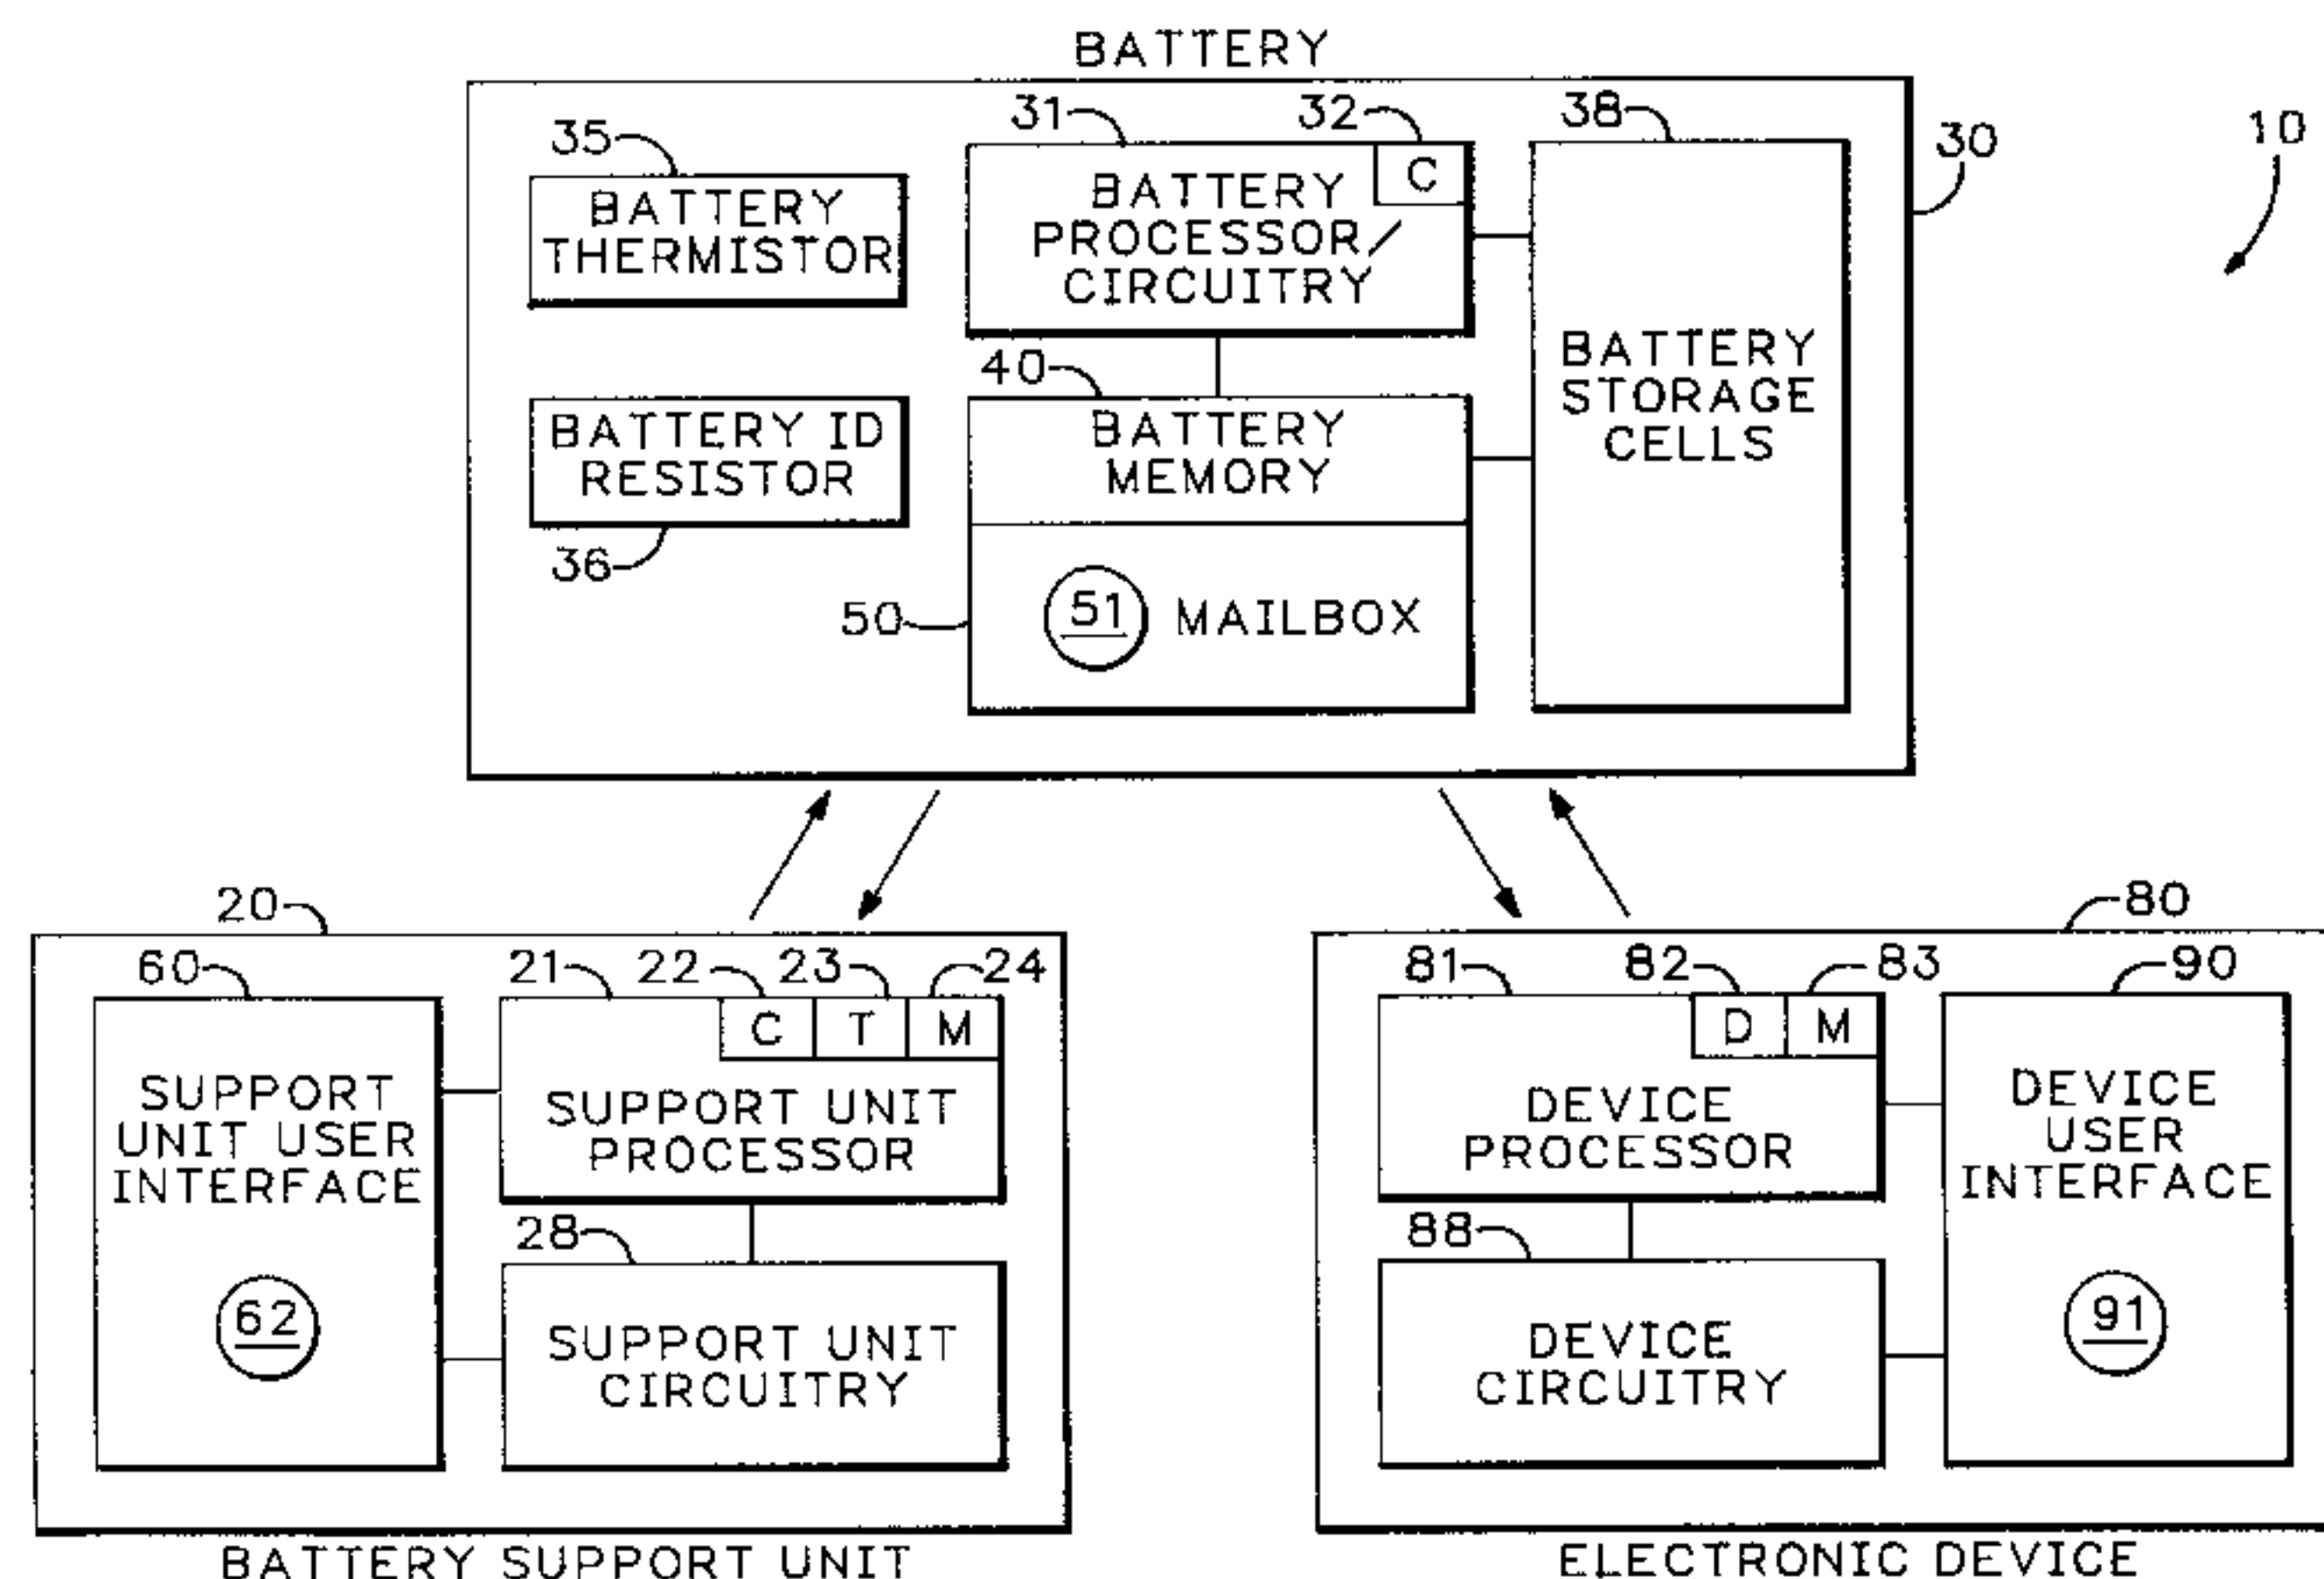 BATTERY
31
32
38
10
35
30
C
BATTERY
THERMISTOR
BATTERY
PROCESSOR/
CIRCUITRY
BATTERY
STORAGE
CELLS
40
BATTERY ID
RESISTOR
BATTERY
MEMORY
36
50
51
MAILBOX
20
80
60
21
22
23
24
81
82
83
90
C
T
M
D
M
SUPPORT
UNIT USER
INTERFACE
SUPPORT UNIT
PROCESSOR
DEVICE
PROCESSOR
DEVICE
USER
INTERFACE
28
88
62
SUPPORT UNIT
CIRCUITRY
DEVICE
CIRCUITRY
91
BATTERY SUPPORT UNIT
ELECTRONIC DEVICE